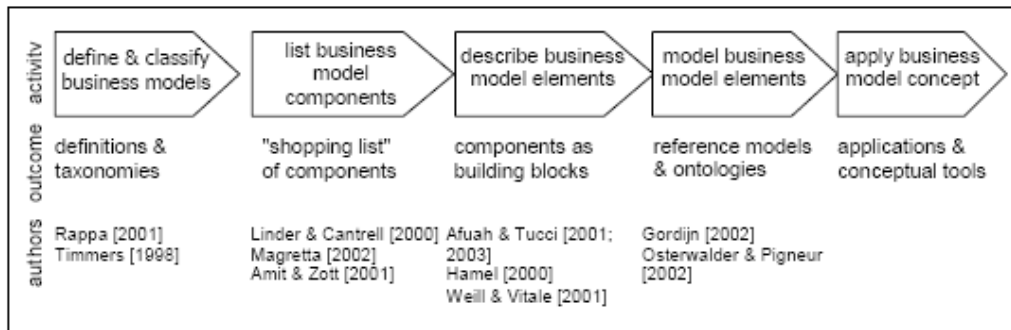 activity
define & classify
business models
list business
model
components
describe business
model elements
model business
model elements
apply business
model concept
outcome
definitions &
taxonomies
"shopping list"
of components
components as
building blocks
reference models
& ontologies
applications &
conceptual tools
authors
Rappa [2001]
Timmers [1998]
Linder & Cantrell [2000]
Magretta [2002]
Amit & Zott [2001]
Afuah & Tucci [2001;
2003]
Hamel [2000]
Weill & Vitale [2001]
Gordijn [2002]
Osterwalder & Pigneur
[2002]